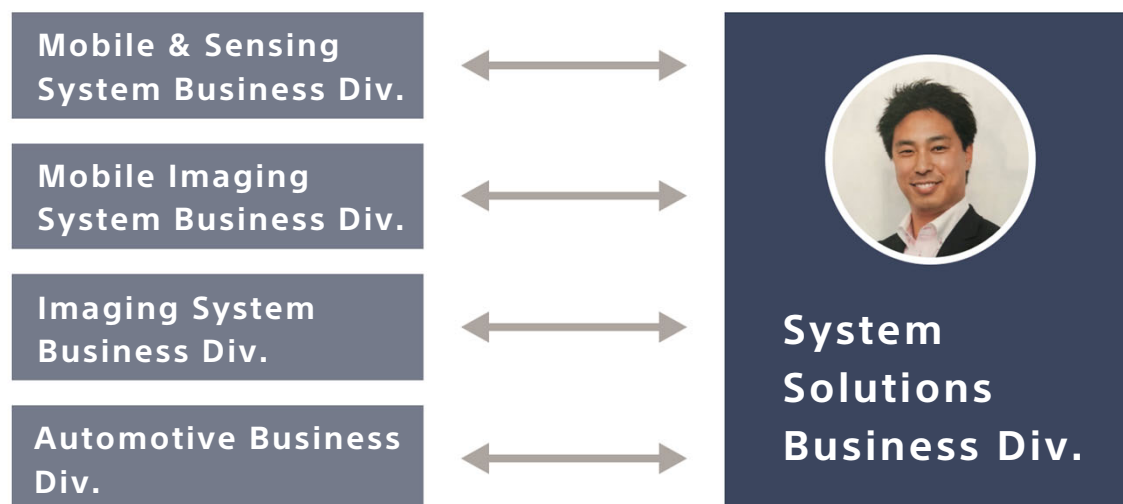 Mobile & Sensing
System Business Div.
Mobile Imaging
System Business Div.
Imaging System
Business Div.
Automotive Business
Div.
System
Solutions
Business Div.